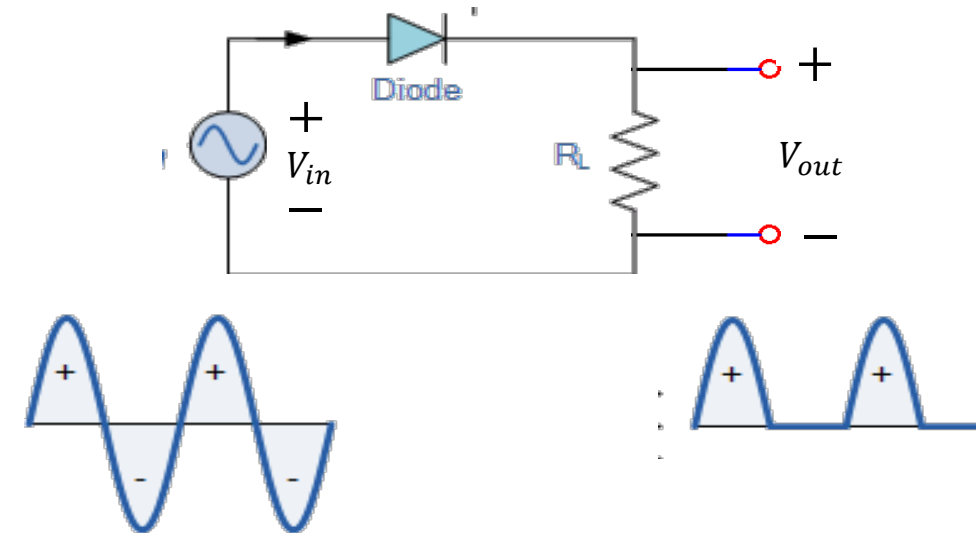 +
Diode
+
V_in
−
R_L
V_out
−
+
+
-
-
+
+